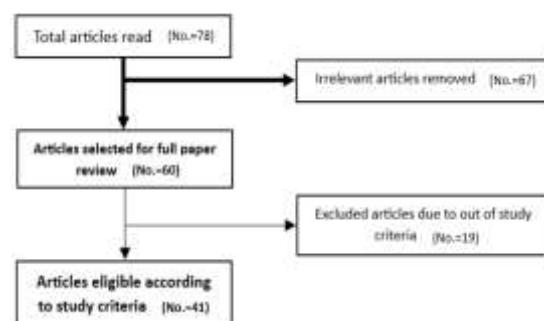 Total articles read (No.=78)
Irrelevant articles removed (No.=67)
Articles selected for full paper
review (No.=60)
Excluded articles due to out of study
criteria (No.=19)
Articles eligible according
to study criteria (No.=41)